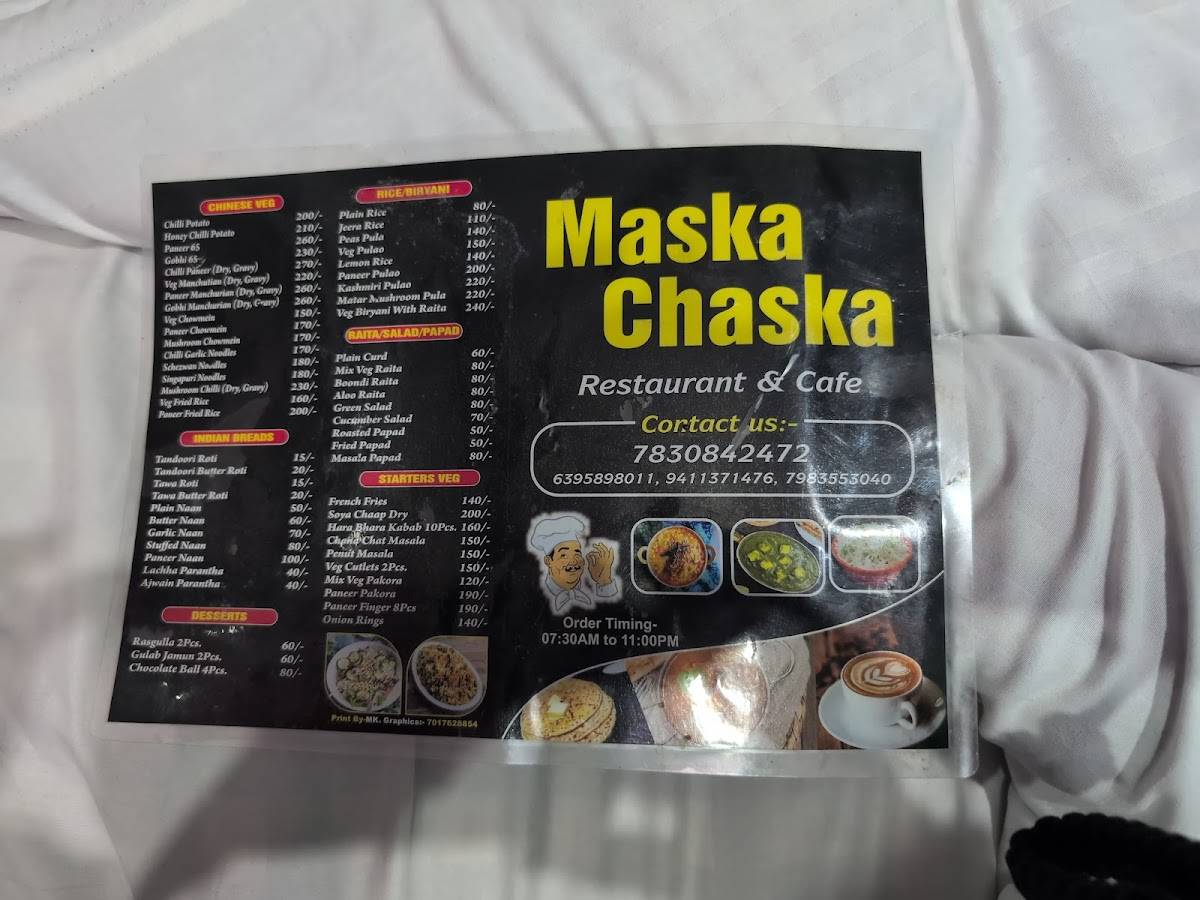 CHINESE VEG
Chilli Potato 200/-
Honey Chilli Potato 210/-
Paneer 65 260/-
Gobhi 65 230/-
Chilli Paneer (Dry, Gravy) 270/-
Veg Manchutian (Dry, Gravy) 220/-
Paneer Manchurian (Dry, Gravy) 260/-
Gobhi Manchurian (Dry, Gravy) 260/-
Veg Chowmein 150/-
Paneer Chowmein 170/-
Mushroom Chowmein 170/-
Chilli Garlic Noodles 170/-
Schezwan Noodles 180/-
Singapuri Noodles 180/-
Mushroom Chilli (Dry, Gravy) 230/-
Veg Fried Rice 160/-
Paneer Fried Rice 200/-
INDIAN BREADS
Tandoori Roti 15/-
Tandoori Butter Roti 20/-
Tawa Roti 15/-
Tawa Butter Roti 20/-
Plain Naan 50/-
Butter Naan 60/-
Garlic Naan 70/-
Stuffed Naan 80/-
Paneer Naan 100/-
Lachha Parantha 40/-
Ajwain Parantha 40/-
DESSERTS
Rasgulla 2Pcs. 60/-
Gulab Jamun 2Pcs. 60/-
Chocolate Ball 4Pcs. 80/-
RICE/BIRYANI
Plain Rice 80/-
Jeera Rice 110/-
Peas Pula 140/-
Veg Pulao 150/-
Lemon Rice 140/-
Paneer Pulao 200/-
Kashmiri Pulao 220/-
Matar Mushroom Pula 220/-
Veg Biryani With Raita 240/-
RAITA/SALAD/PAPAD
Plain Curd 60/-
Mix Veg Raita 80/-
Boondi Raita 80/-
Aloo Raita 80/-
Green Salad 80/-
Cucumber Salad 70/-
Roasted Papad 50/-
Fried Papad 50/-
Masala Papad 80/-
STARTERS VEG
French Fries 140/-
Soya Chaap Dry 200/-
Hara Bhara Kabab 10Pcs. 160/-
Chana Chat Masala 150/-
Penut Masala 150/-
Veg Cutlets 2Pcs. 150/-
Mix Veg Pakora 120/-
Paneer Pakora 190/-
Paneer Finger 8Pcs 190/-
Onion Rings 140/-
Print By-MK. Graphics:- 7017628854
Maska
Chaska
Restaurant & Cafe
Contact us:-
7830842472
6395898011, 9411371476, 7983553040
Order Timing-
07:30AM to 11:00PM